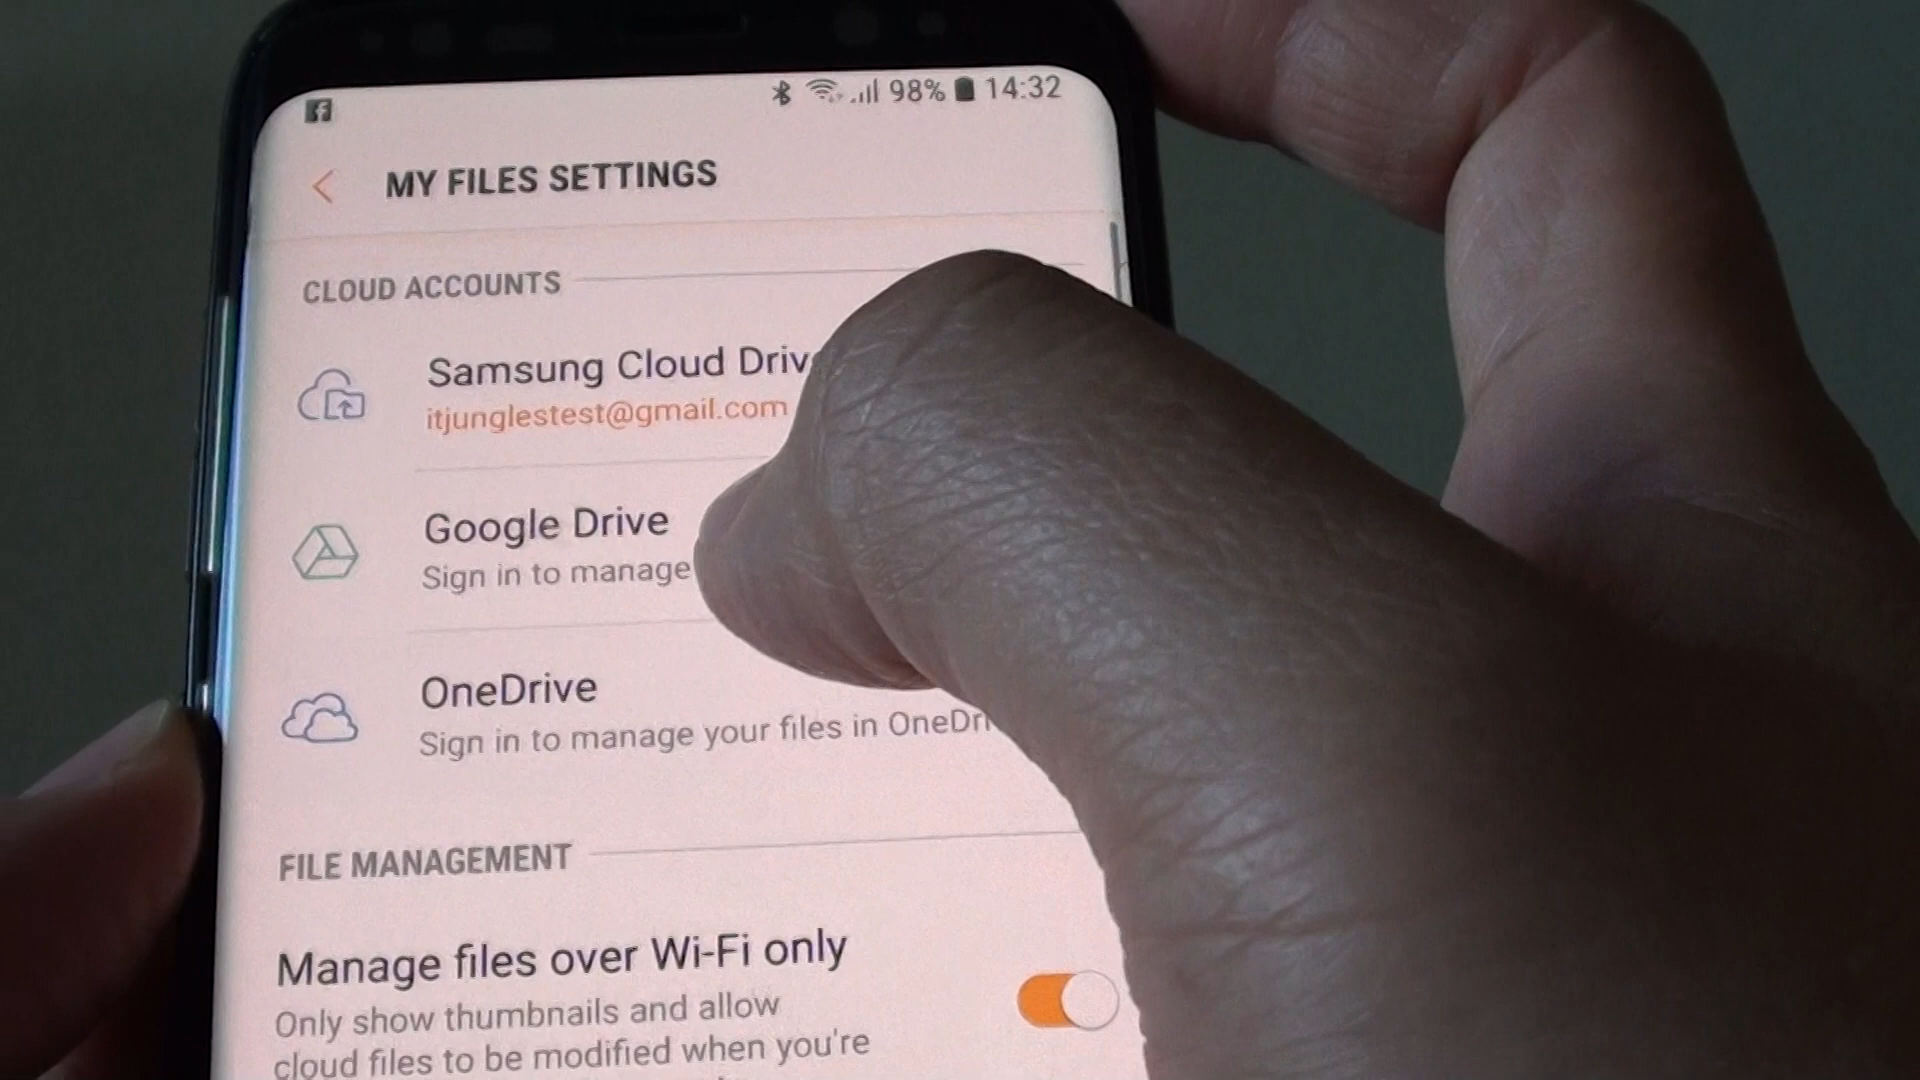 98% 14:32
MY FILES SETTINGS
CLOUD ACCOUNTS
Samsung Cloud Driv
itjunglestest@gmail.com
Google Drive
Sign in to manage
OneDrive
Sign in to manage your files in OneDri
FILE MANAGEMENT
Manage files over Wi-Fi only
Only show thumbnails and allow
cloud files to be modified when you're